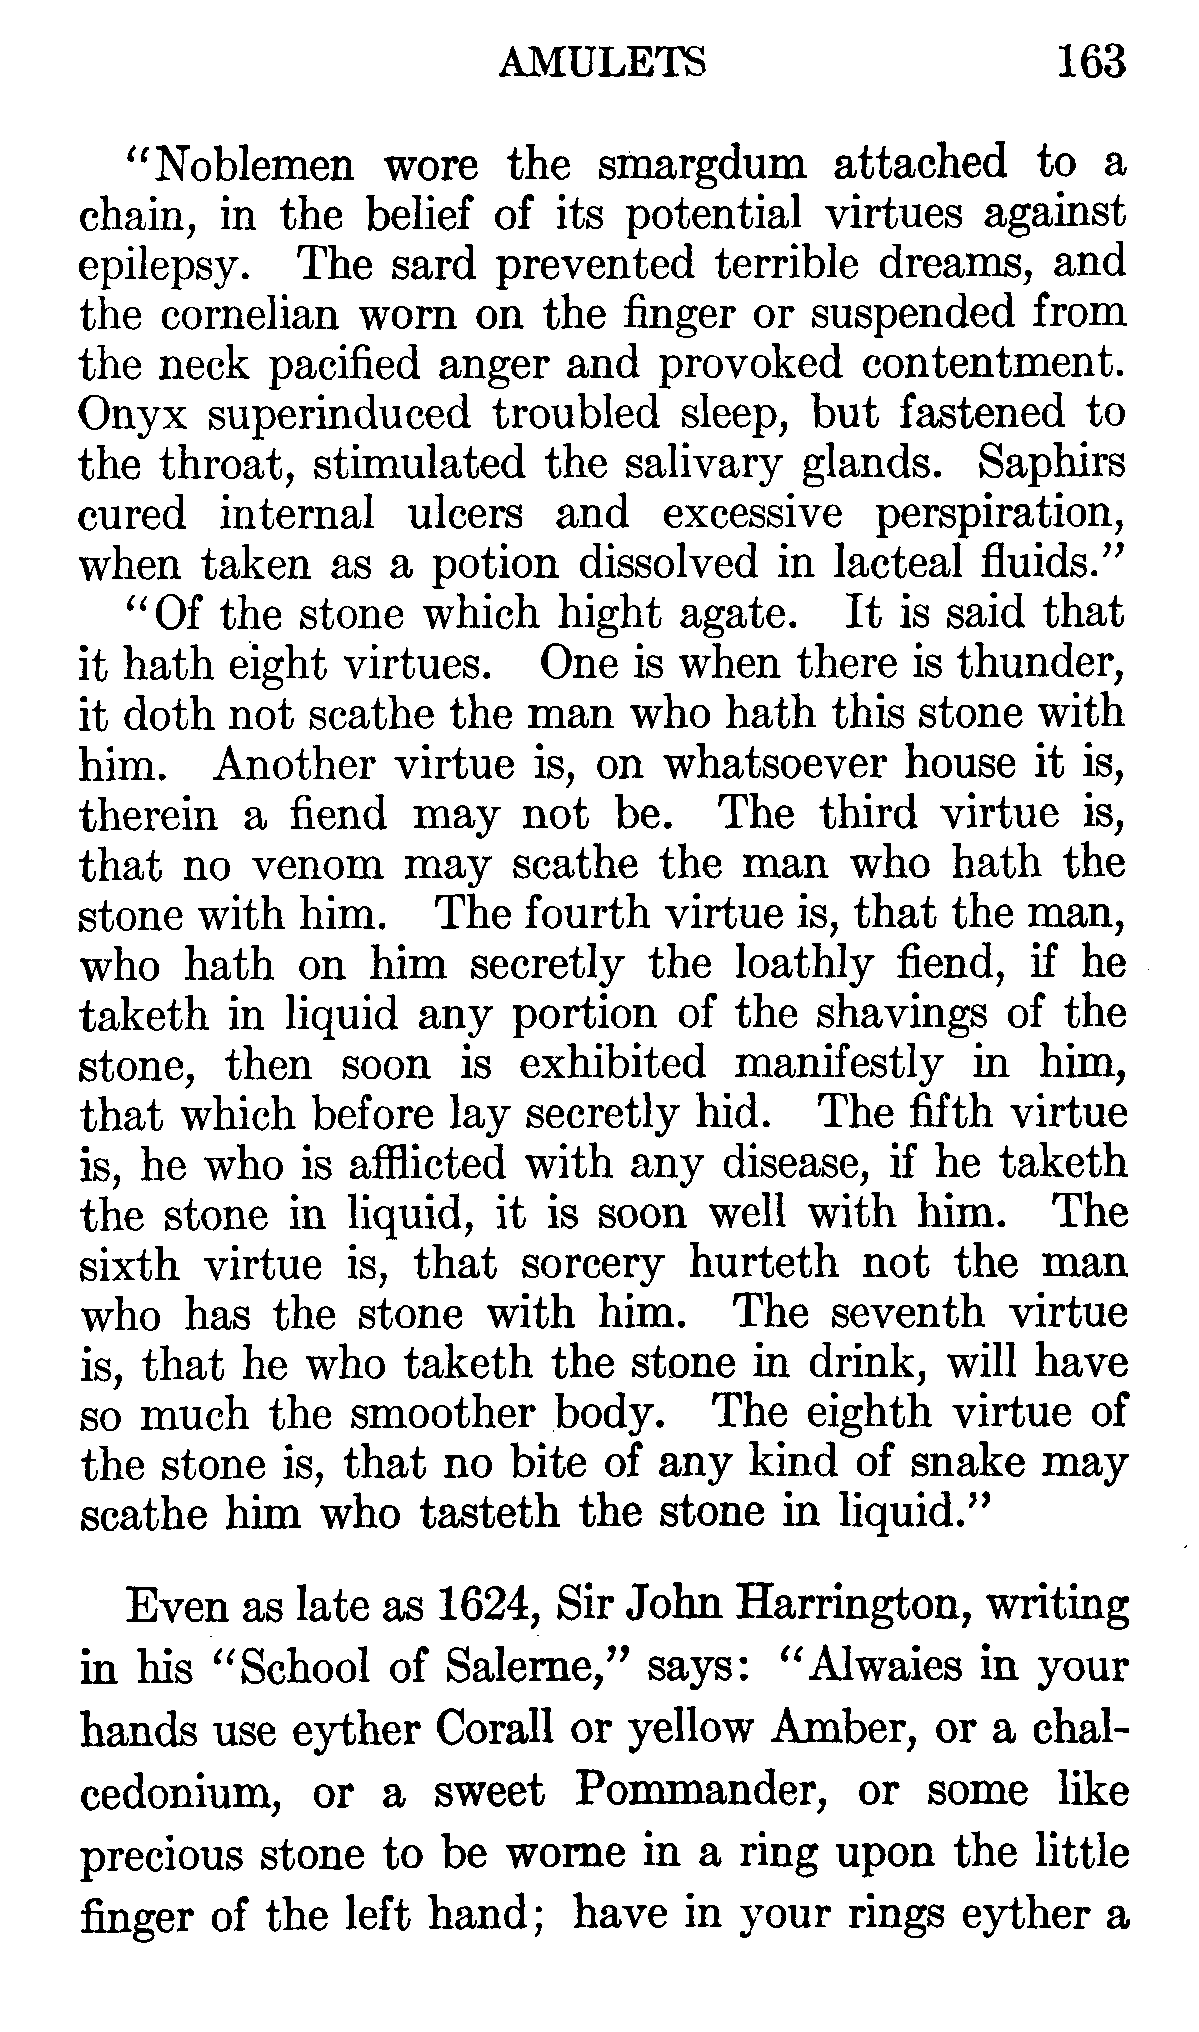 AMULETS 163
“Noblemen wore the smargdum attached to a
chain, in the belief of its potential virtues against
epilepsy. The sard prevented terrible dreams, and
the cornelian worn on the finger or suspended from
the neck pacified anger and provoked contentment.
Onyx superinduced troubled sleep, but fastened to
the throat, stimulated the salivary glands. Saphirs
cured internal ulcers and excessive perspiration,
when taken as a potion dissolved in lacteal fluids.”
“Of the stone which hight agate. It is said that
it hath eight virtues. One is when there is thunder,
it doth not scathe the man who hath this stone with
him. Another virtue is, on whatsoever house it is,
therein a fiend may not be. The third virtue is,
that no venom may scathe the man who hath the
stone with him. The fourth virtue is, that the man,
who hath on him secretly the loathly fiend, if he
taketh in liquid any portion of the shavings of the
stone, then soon is exhibited manifestly in him,
that which before lay secretly hid. The fifth virtue
is, he who is afflicted with any disease, if he taketh
the stone in liquid, it is soon well with him. The
sixth virtue is, that sorcery hurteth not the man
who has the stone with him. The seventh virtue
is, that he who taketh the stone in drink, will have
so much the smoother body. The eighth virtue of
the stone is, that no bite of any kind of snake may
scathe him who tasteth the stone in liquid.”
Even as late as 1624, Sir John Harrington, writing
in his “School of Salerne,” says: “Alwaies in your
hands use eyther Corall or yellow Amber, or a chal-
cedonium, or a sweet Pommander, or some like
precious stone to be worne in a ring upon the little
finger of the left hand; have in your rings eyther a